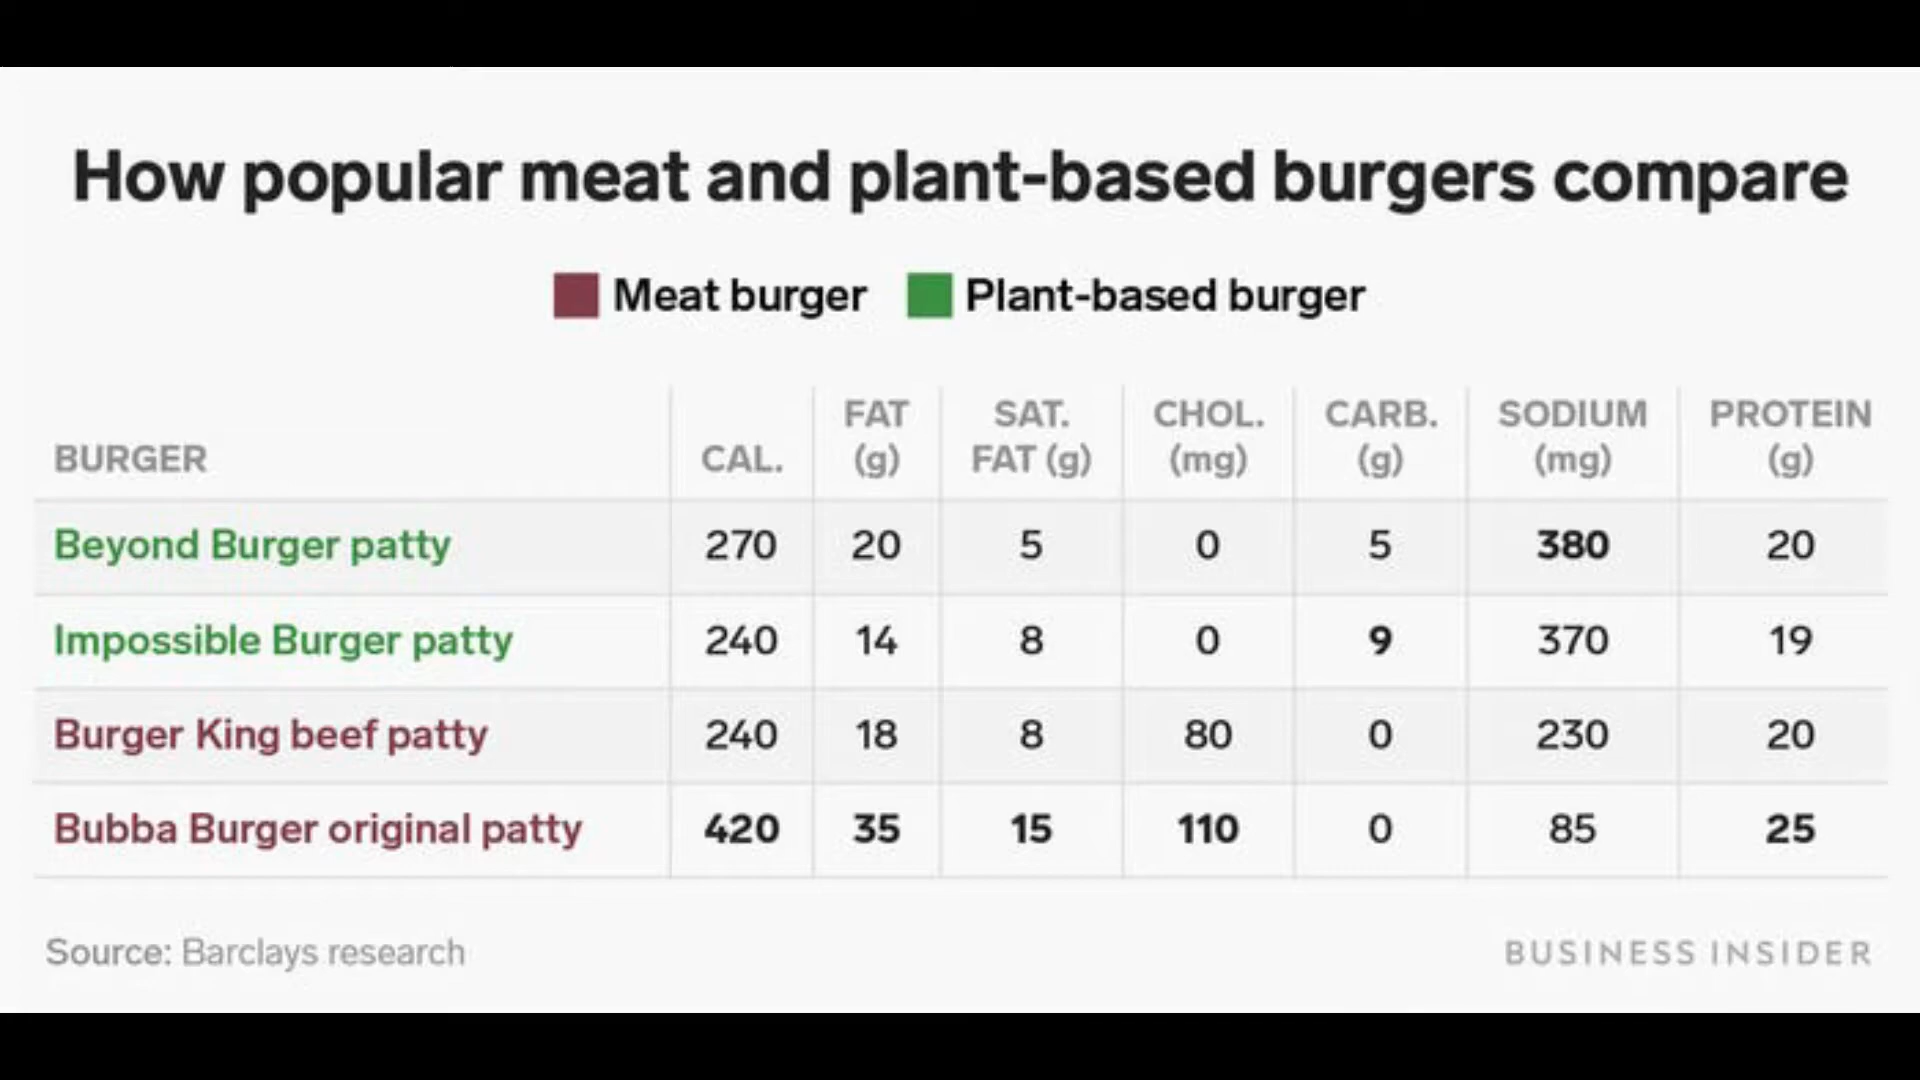 How popular meat and plant-based burgers compare
Meat burger Plant-based burger
BURGER CAL. FAT (g) SAT. FAT (g) CHOL. (mg) CARB. (g) SODIUM (mg) PROTEIN (g)
Beyond Burger patty 270 20 5 0 5 380 20
Impossible Burger patty 240 14 8 0 9 370 19
Burger King beef patty 240 18 8 80 0 230 20
Bubba Burger original patty 420 35 15 110 0 85 25
Source: Barclays research
BUSINESS INSIDER